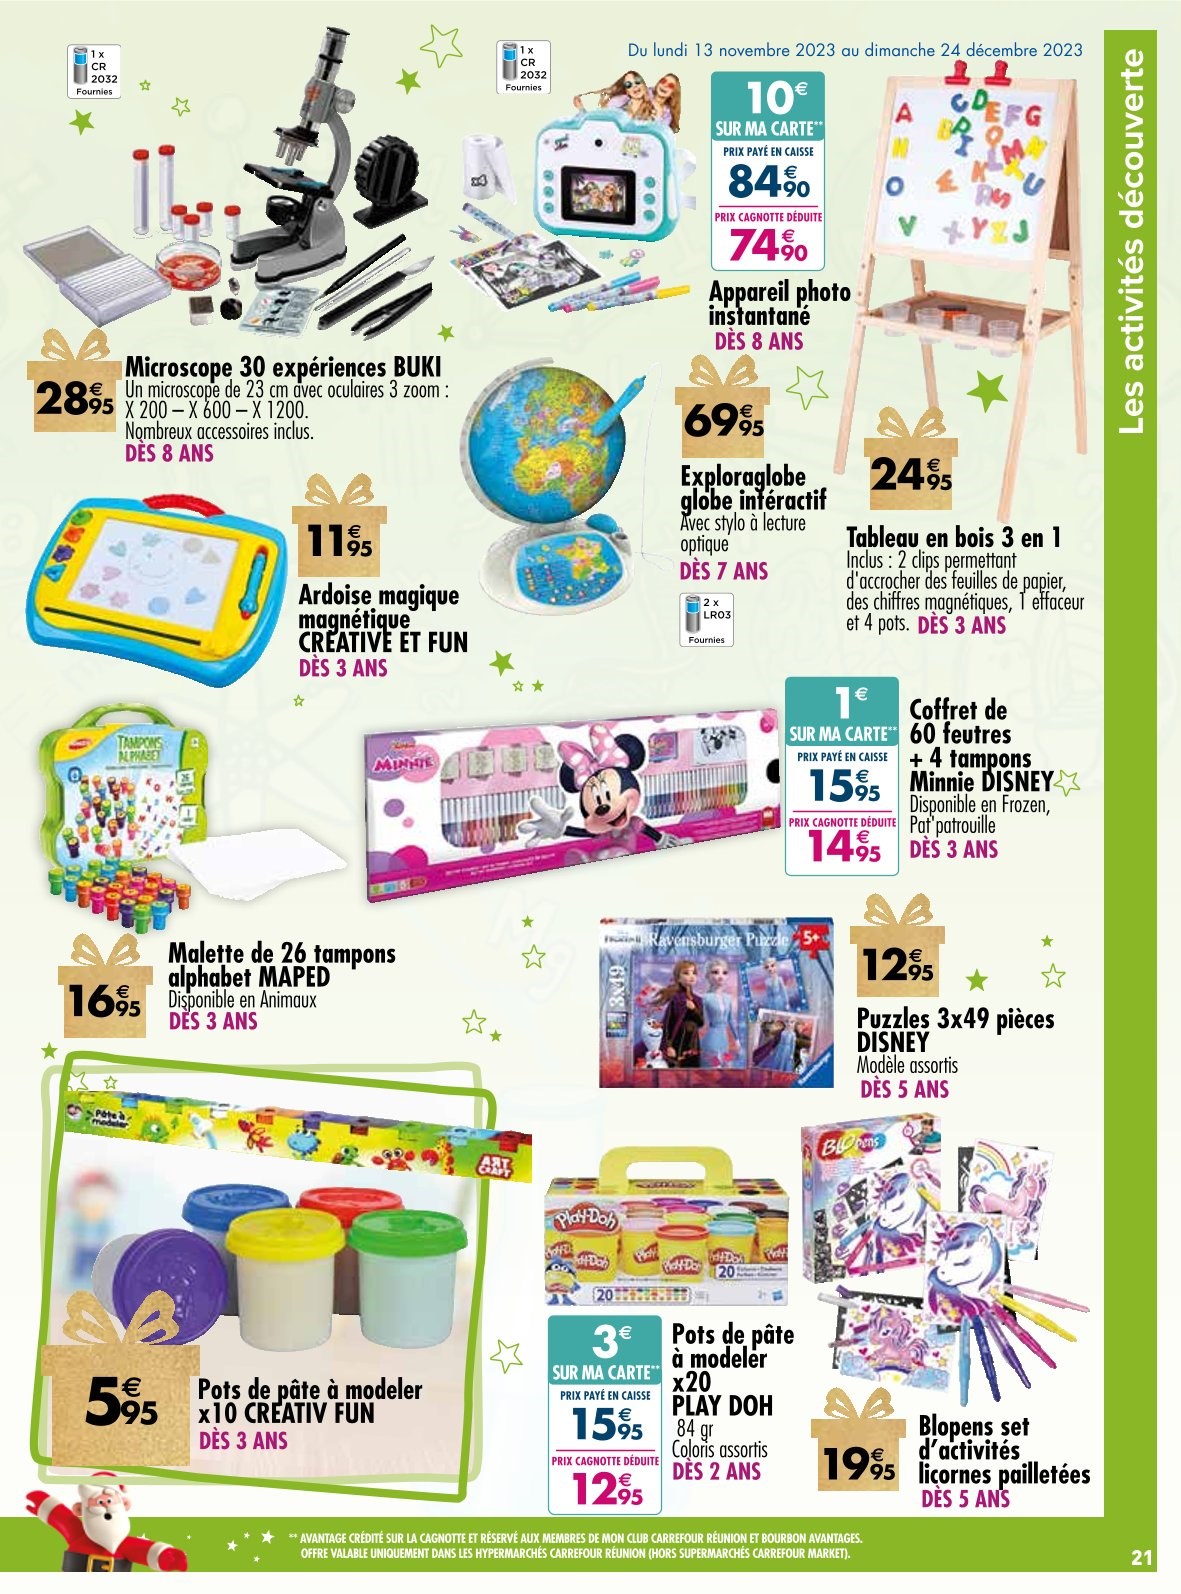 Du lundi 13 novembre 2023 au dimanche 24 décembre 2023
Les activités découverte
1 x
CR
2032
Fournies
1 x
CR
2032
Fournies
x4
10€
SUR MA CARTE**
PRIX PAYÉ EN CAISSE
84€90
PRIX CAGNOTTE DÉDUITE
74€90
Appareil photo
instantané
DÈS 8 ANS
28€95
Microscope 30 expériences BUKI
Un microscope de 23 cm avec oculaires 3 zoom :
X 200 – X 600 – X 1200.
Nombreux accessoires inclus.
DÈS 8 ANS
69€95
Exploraglobe
globe intéractif
Avec stylo à lecture
optique
DÈS 7 ANS
2 x
LR03
Fournies
24€95
Tableau en bois 3 en 1
Inclus : 2 clips permettant
d'accrocher des feuilles de papier,
des chiffres magnétiques, 1 effaceur
et 4 pots. DÈS 3 ANS
11€95
Ardoise magique
magnétique
CREATIVE ET FUN
DÈS 3 ANS
TAMPONS
ALPHABET
MINNIE
1€
SUR MA CARTE**
PRIX PAYÉ EN CAISSE
15€95
PRIX CAGNOTTE DÉDUITE
14€95
Coffret de
60 feutres
+ 4 tampons
Minnie DISNEY
Disponible en Frozen,
Pat'patrouille
DÈS 3 ANS
16€95
Malette de 26 tampons
alphabet MAPED
Disponible en Animaux
DÈS 3 ANS
Ravensburger Puzzle
5+
3x49
12€95
Puzzles 3x49 pièces
DISNEY
Modèle assortis
DÈS 5 ANS
Pâte à
modeler
ART
CRAFT
5€95
Pots de pâte à modeler
x10 CREATIV FUN
DÈS 3 ANS
Play-Doh
20
20
3€
SUR MA CARTE**
PRIX PAYÉ EN CAISSE
15€95
PRIX CAGNOTTE DÉDUITE
12€95
Pots de pâte
à modeler
x20
PLAY DOH
84 gr
Coloris assortis
DÈS 2 ANS
BLOpens
19€95
Blopens set
d'activités
licornes pailletées
DÈS 5 ANS
** AVANTAGE CRÉDITÉ SUR LA CAGNOTTE ET RÉSERVÉ AUX MEMBRES DE MON CLUB CARREFOUR RÉUNION ET BOURBON AVANTAGES.
OFFRE VALABLE UNIQUEMENT DANS LES HYPERMARCHÉS CARREFOUR RÉUNION (HORS SUPERMARCHÉS CARREFOUR MARKET).
21